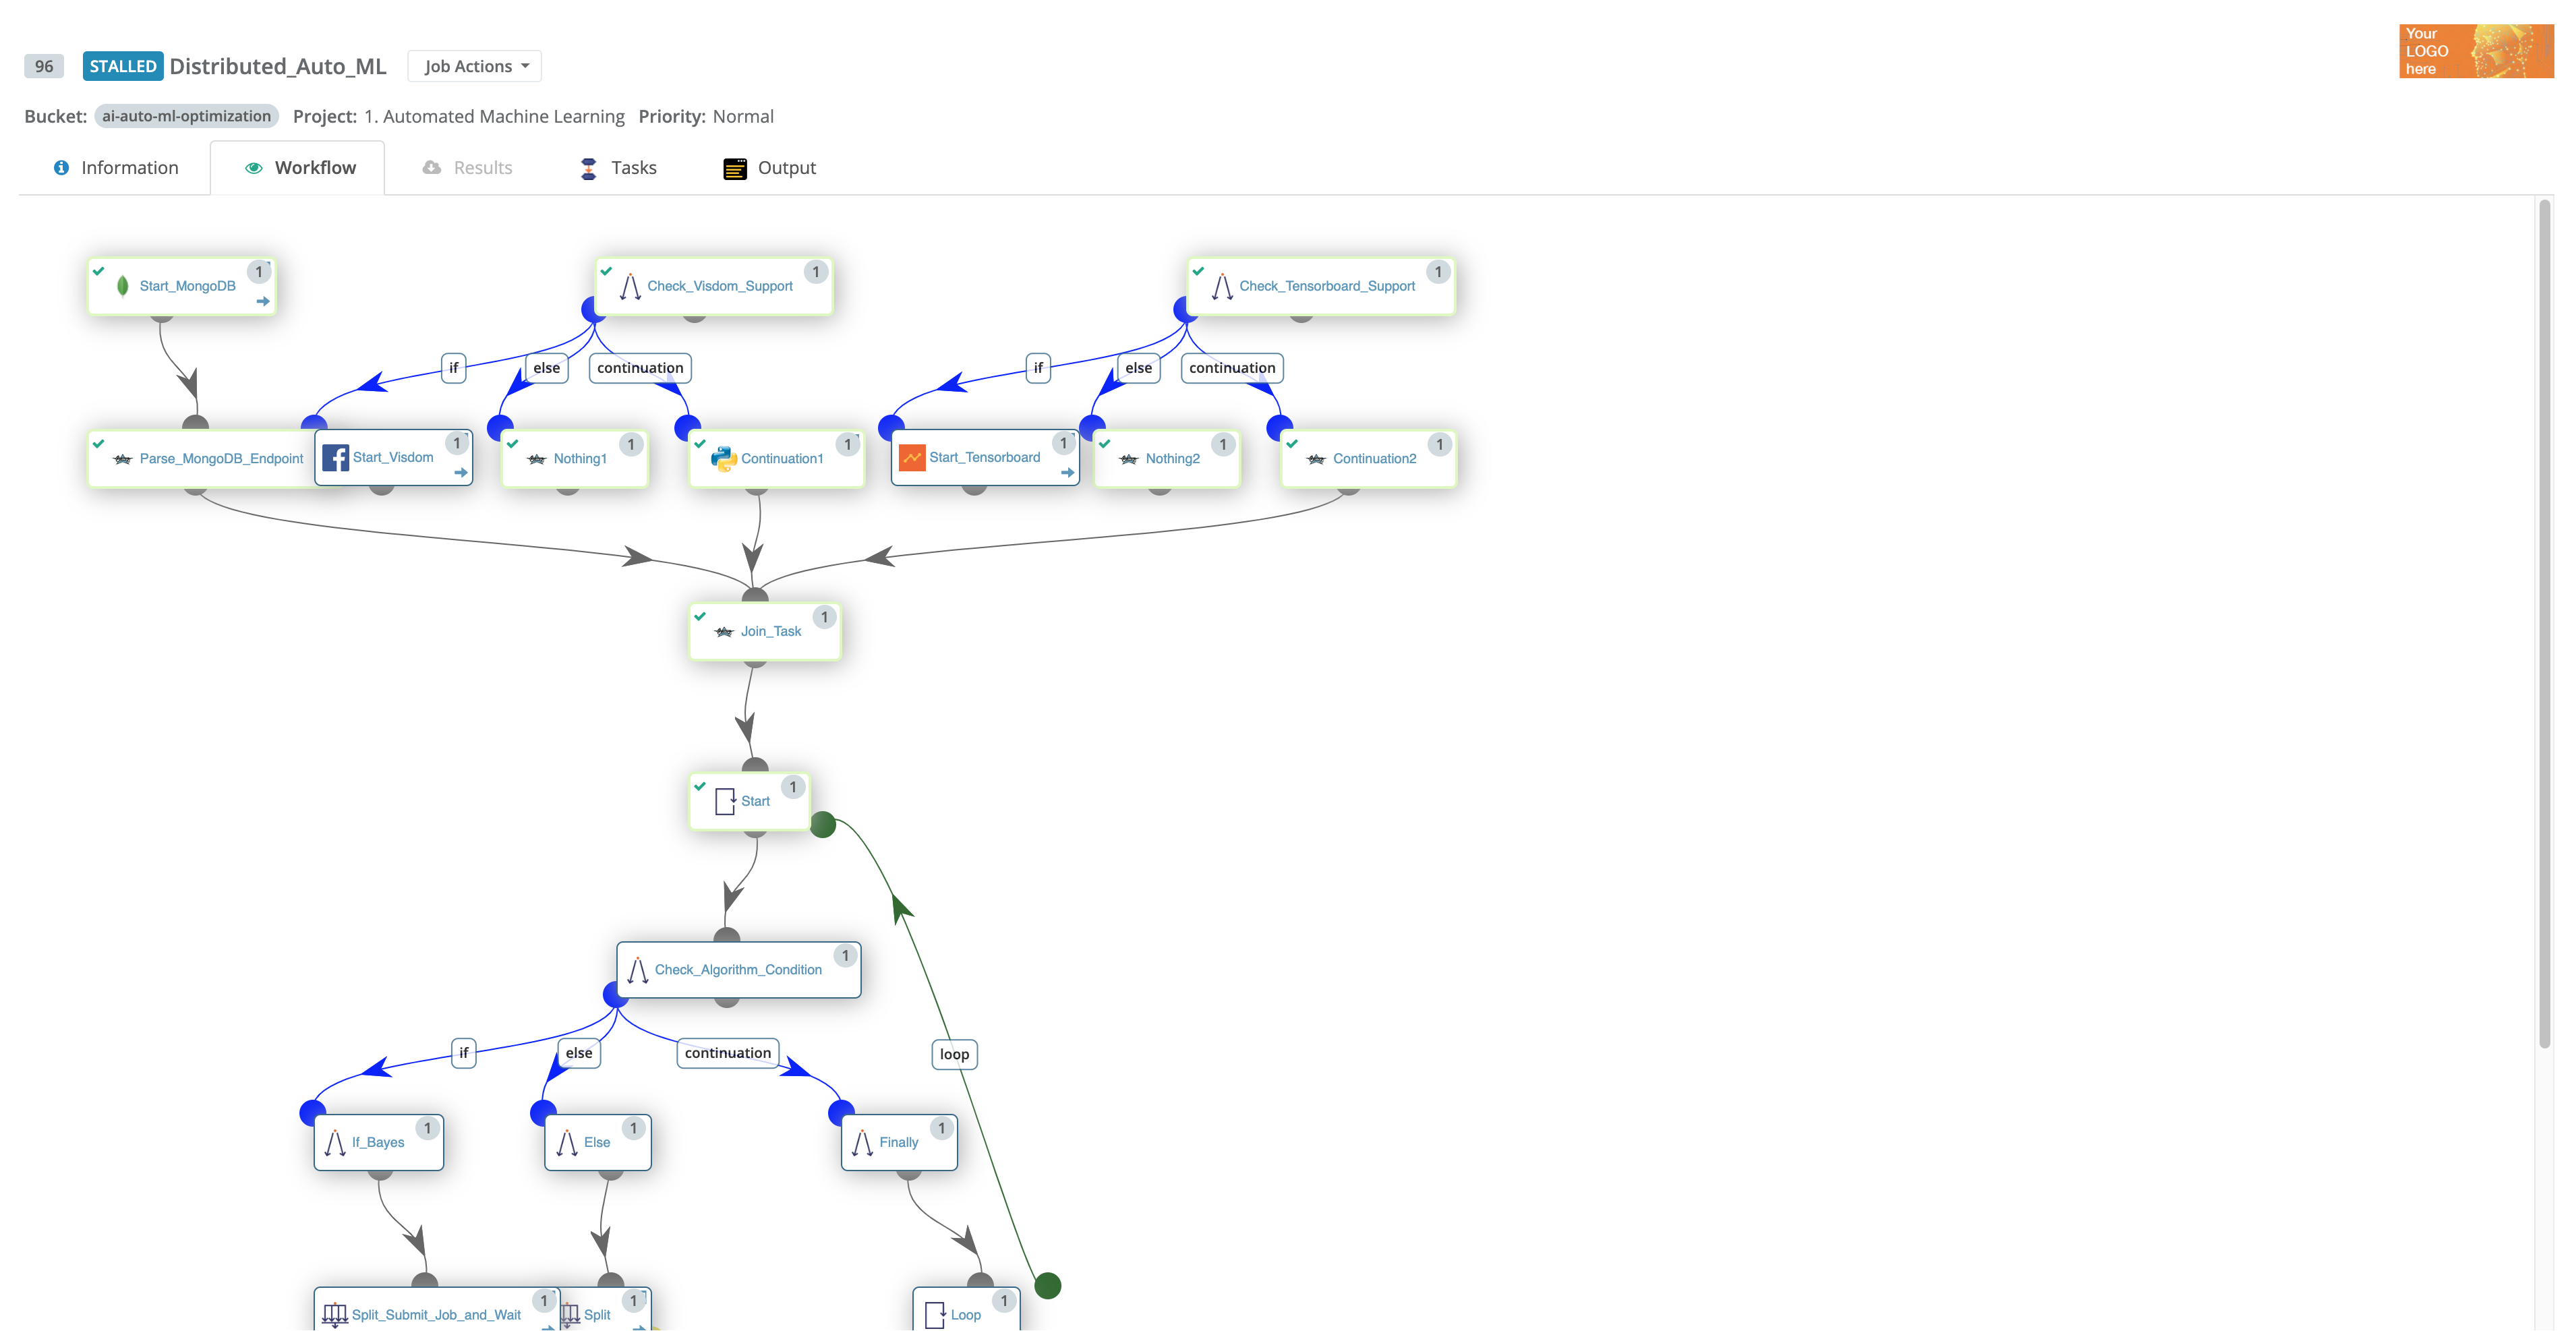 Your
LOGO
here
96 STALLED Distributed_Auto_ML Job Actions
Bucket: ai-auto-ml-optimization Project: 1. Automated Machine Learning Priority: Normal
Information Workflow Results Tasks Output
Start_MongoDB 1 Check_Visdom_Support 1 Check_Tensorboard_Support 1
if else continuation if else continuation
Parse_MongoDB_Endpoint Start_Visdom 1 Nothing1 1 Continuation1 1 Start_Tensorboard 1 Nothing2 1 Continuation2 1
Join_Task 1
Start 1
Check_Algorithm_Condition 1
if else continuation loop
If_Bayes 1 Else 1 Finally 1
Split_Submit_Job_and_Wait 1 Split 1 Loop 1